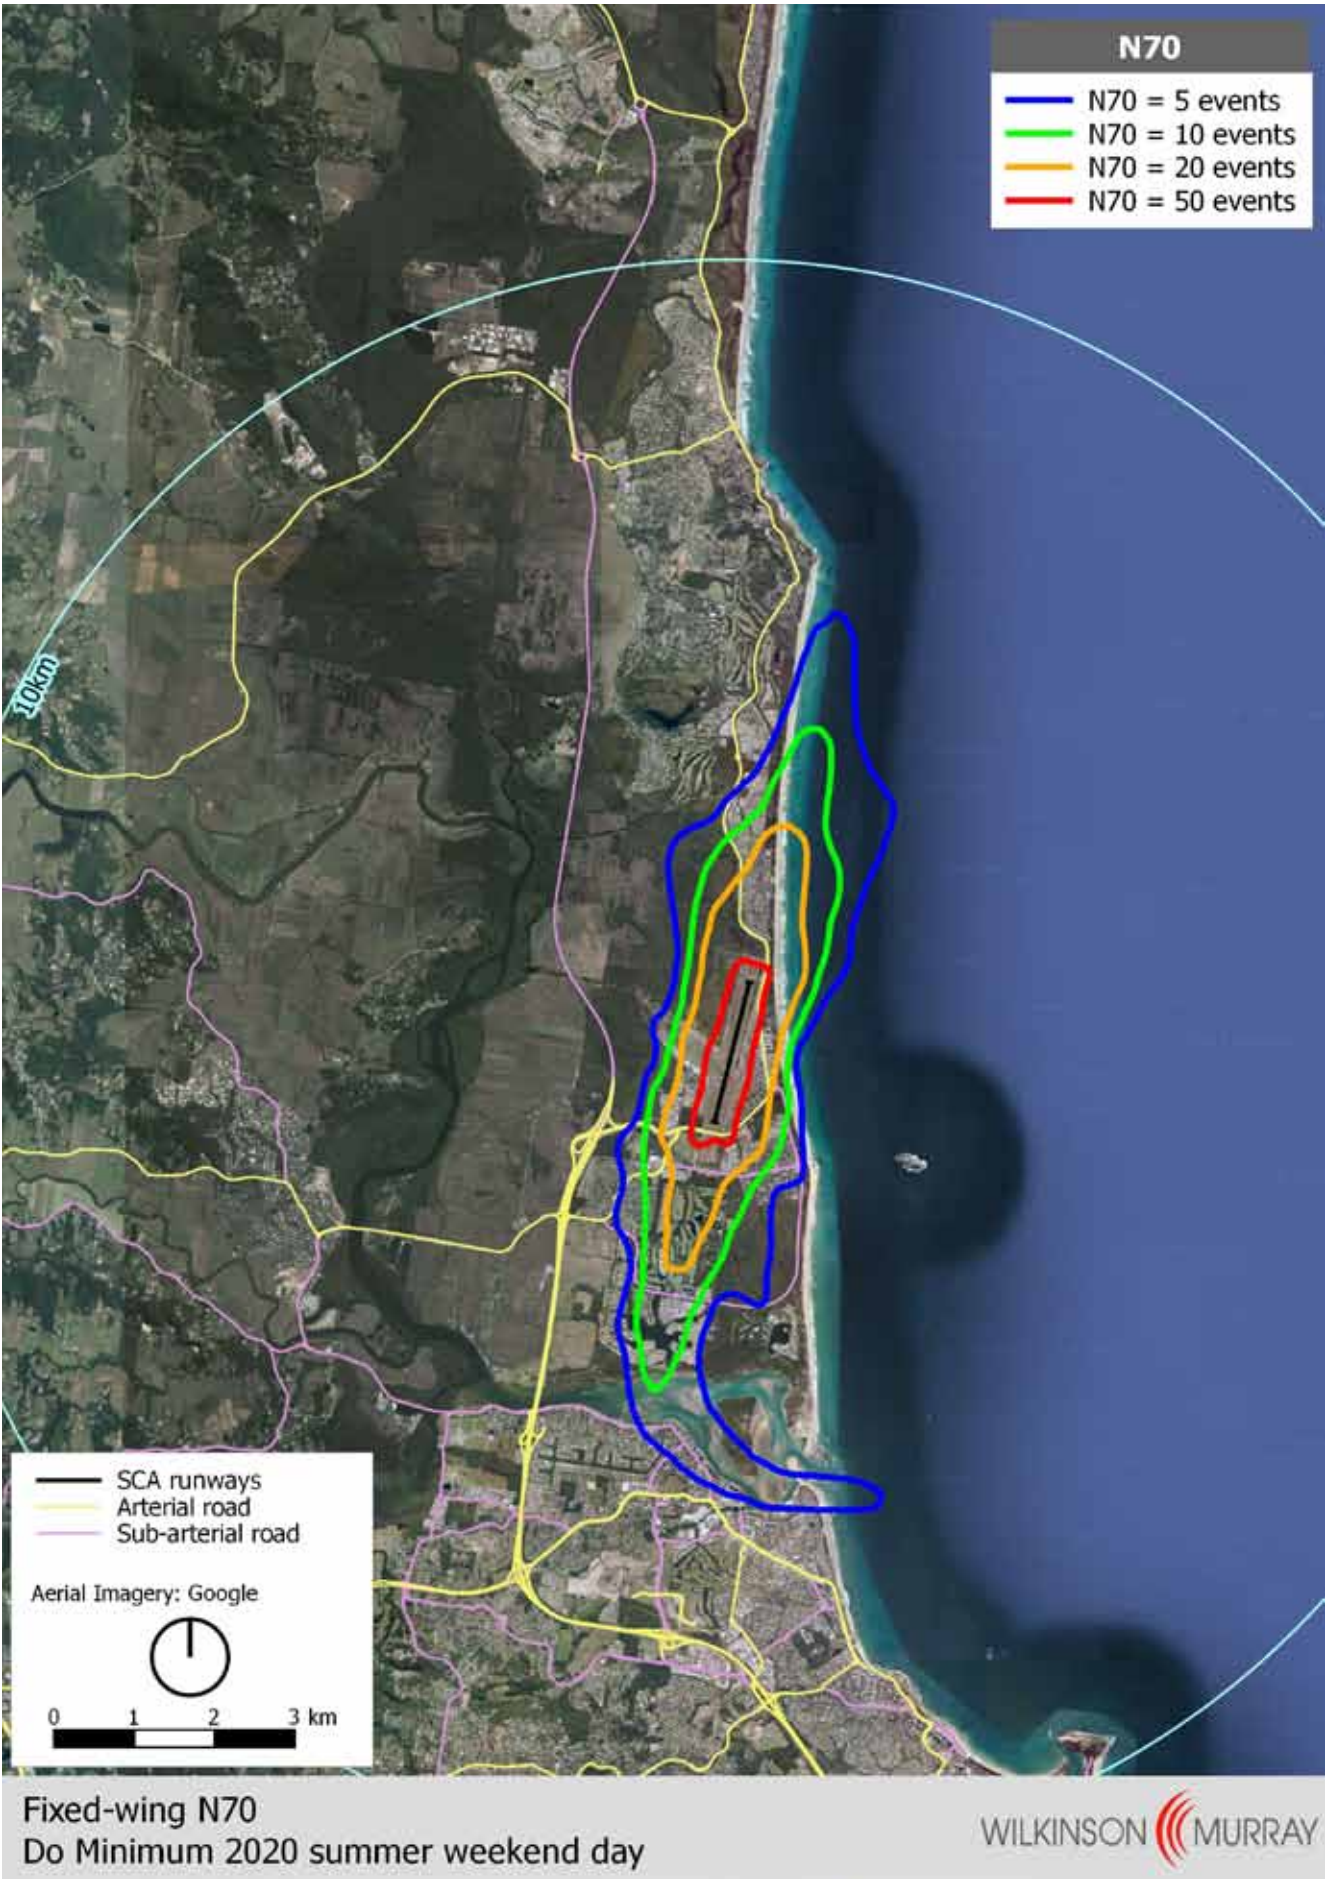 N70
N70 = 5 events
N70 = 10 events
N70 = 20 events
N70 = 50 events
10km
SCA runways
Arterial road
Sub-arterial road
Aerial Imagery: Google
0 1 2 3 km
Fixed-wing N70
Do Minimum 2020 summer weekend day
WILKINSON MURRAY